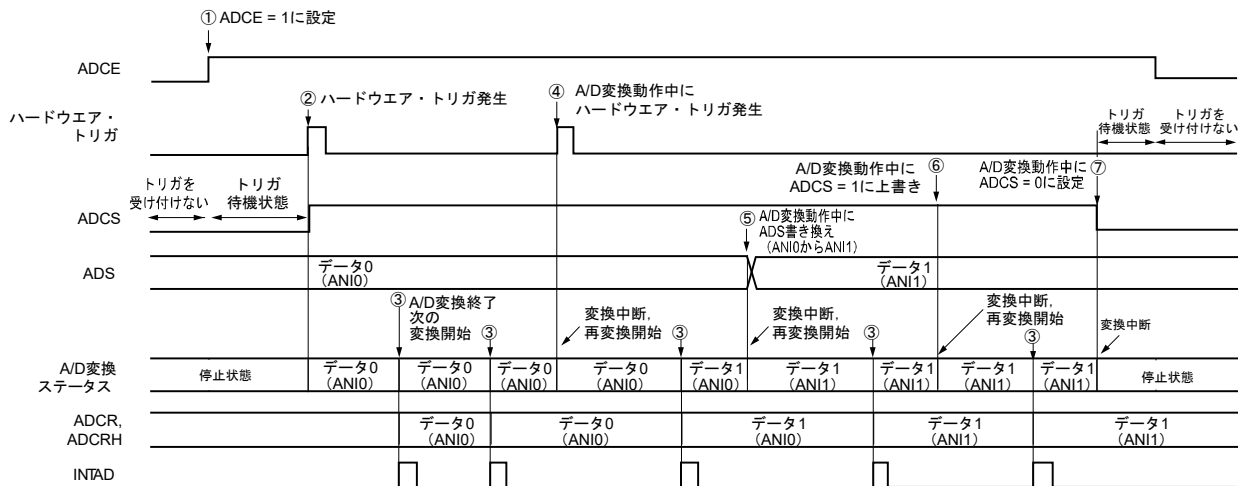 ① ADCE = 1に設定
ADCE
② ハードウエア・トリガ発生
④ A/D変換動作中に
ハードウエア・トリガ発生
ハードウエア・
トリガ
トリガ
待機状態
トリガを
受け付けない
トリガを
受け付けない
トリガ
待機状態
A/D変換動作中に ⑥
ADCS = 1に上書き
A/D変換動作中に ⑦
ADCS = 0に設定
ADCS
⑤ A/D変換動作中に
ADS書き換え
(ANI0からANI1)
ADS
データ0
(ANI0)
データ1
(ANI1)
③ A/D変換終了
次の
変換開始
③
変換中断,
再変換開始
③
変換中断,
再変換開始
③
変換中断,
再変換開始
③
変換中断
A/D変換
ステータス
停止状態
データ0
(ANI0)
データ0
(ANI0)
データ0
(ANI0)
データ0
(ANI0)
データ1
(ANI0)
データ1
(ANI1)
データ1
(ANI1)
データ1
(ANI1)
データ1
(ANI1)
停止状態
ADCR,
ADCRH
データ0
(ANI0)
データ0
(ANI0)
データ1
(ANI0)
データ1
(ANI1)
データ1
(ANI1)
INTAD